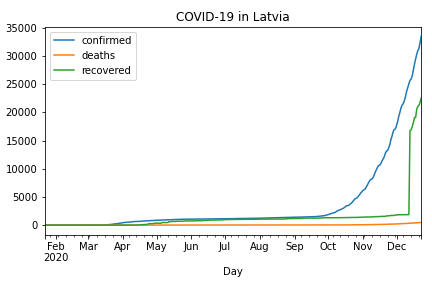 COVID-19 in Latvia
confirmed
deaths
recovered
35000
30000
25000
20000
15000
10000
5000
0
Feb Mar Apr May Jun Jul Aug Sep Oct Nov Dec
2020
Day